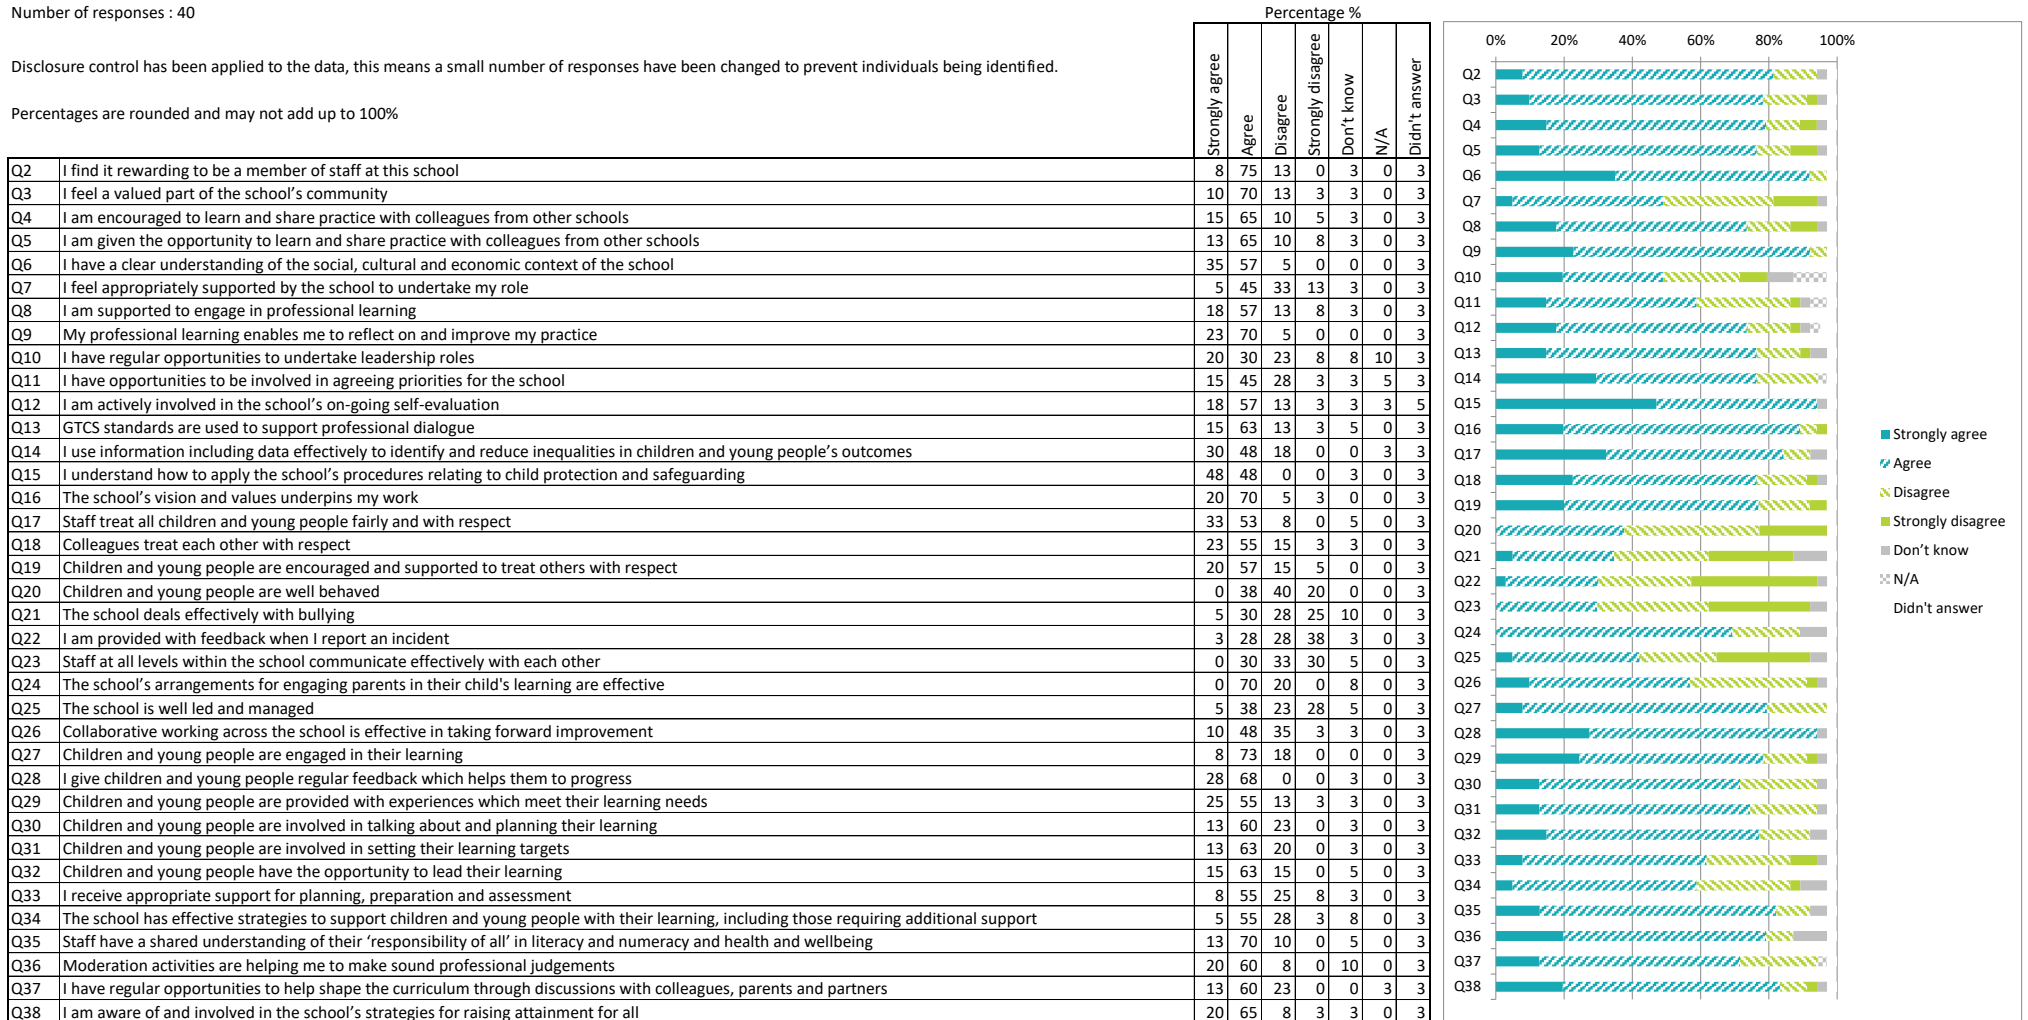 Number of responses : 40
Percentage %
Disclosure control has been applied to the data, this means a small number of responses have been changed to prevent individuals being identified.
Percentages are rounded and may not add up to 100%
Strongly agree
Agree
Disagree
Strongly disagree
Don't know
N/A
Didn't answer
Q2 I find it rewarding to be a member of staff at this school 8 75 13 0 3 0 3
Q3 I feel a valued part of the school's community 10 70 13 3 3 0 3
Q4 I am encouraged to learn and share practice with colleagues from other schools 15 65 10 5 3 0 3
Q5 I am given the opportunity to learn and share practice with colleagues from other schools 13 65 10 8 3 0 3
Q6 I have a clear understanding of the social, cultural and economic context of the school 35 57 5 0 0 0 3
Q7 I feel appropriately supported by the school to undertake my role 5 45 33 13 3 0 3
Q8 I am supported to engage in professional learning 18 57 13 8 3 0 3
Q9 My professional learning enables me to reflect on and improve my practice 23 70 5 0 0 0 3
Q10 I have regular opportunities to undertake leadership roles 20 30 23 8 8 10 3
Q11 I have opportunities to be involved in agreeing priorities for the school 15 45 28 3 3 5 3
Q12 I am actively involved in the school's on-going self-evaluation 18 57 13 3 3 3 5
Q13 GTCS standards are used to support professional dialogue 15 63 13 3 5 0 3
Q14 I use information including data effectively to identify and reduce inequalities in children and young people's outcomes 30 48 18 0 0 3 3
Q15 I understand how to apply the school's procedures relating to child protection and safeguarding 48 48 0 0 3 0 3
Q16 The school's vision and values underpins my work 20 70 5 3 0 0 3
Q17 Staff treat all children and young people fairly and with respect 33 53 8 0 5 0 3
Q18 Colleagues treat each other with respect 23 55 15 3 3 0 3
Q19 Children and young people are encouraged and supported to treat others with respect 20 57 15 5 0 0 3
Q20 Children and young people are well behaved 0 38 40 20 0 0 3
Q21 The school deals effectively with bullying 5 30 28 25 10 0 3
Q22 I am provided with feedback when I report an incident 3 28 28 38 3 0 3
Q23 Staff at all levels within the school communicate effectively with each other 0 30 33 30 5 0 3
Q24 The school's arrangements for engaging parents in their child's learning are effective 0 70 20 0 8 0 3
Q25 The school is well led and managed 5 38 23 28 5 0 3
Q26 Collaborative working across the school is effective in taking forward improvement 10 48 35 3 3 0 3
Q27 Children and young people are engaged in their learning 8 73 18 0 0 0 3
Q28 I give children and young people regular feedback which helps them to progress 28 68 0 0 3 0 3
Q29 Children and young people are provided with experiences which meet their learning needs 25 55 13 3 3 0 3
Q30 Children and young people are involved in talking about and planning their learning 13 60 23 0 3 0 3
Q31 Children and young people are involved in setting their learning targets 13 63 20 0 3 0 3
Q32 Children and young people have the opportunity to lead their learning 15 63 15 0 5 0 3
Q33 I receive appropriate support for planning, preparation and assessment 8 55 25 8 3 0 3
Q34 The school has effective strategies to support children and young people with their learning, including those requiring additional support 5 55 28 3 8 0 3
Q35 Staff have a shared understanding of their 'responsibility of all' in literacy and numeracy and health and wellbeing 13 70 10 0 5 0 3
Q36 Moderation activities are helping me to make sound professional judgements 20 60 8 0 10 0 3
Q37 I have regular opportunities to help shape the curriculum through discussions with colleagues, parents and partners 13 60 23 0 0 3 3
Q38 I am aware of and involved in the school's strategies for raising attainment for all 20 65 8 3 3 0 3
0% 20% 40% 60% 80% 100%
Q2
Q3
Q4
Q5
Q6
Q7
Q8
Q9
Q10
Q11
Q12
Q13
Q14
Q15
Q16
Q17
Q18
Q19
Q20
Q21
Q22
Q23
Q24
Q25
Q26
Q27
Q28
Q29
Q30
Q31
Q32
Q33
Q34
Q35
Q36
Q37
Q38
Strongly agree
Agree
Disagree
Strongly disagree
Don't know
N/A
Didn't answer